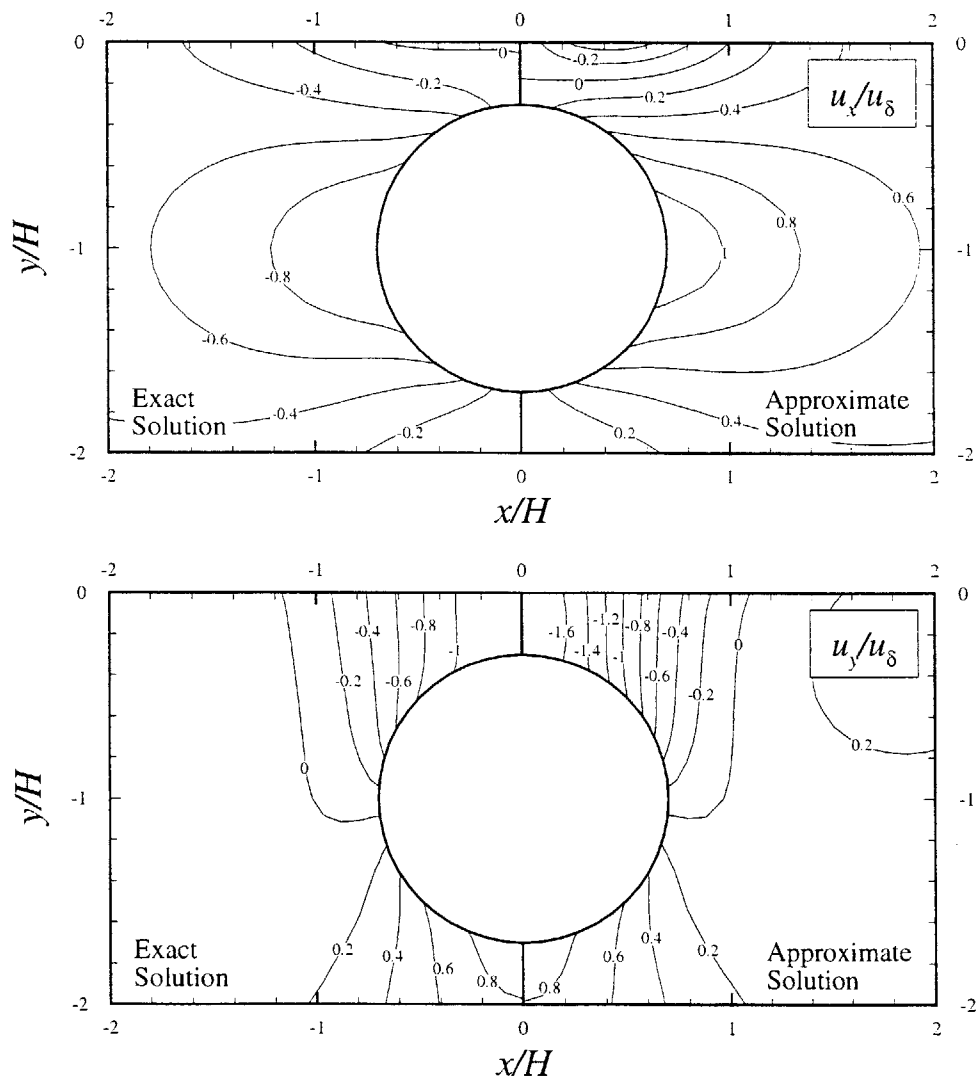 -2 -1 0 1 2
0 0 -0.2 0
-0.2 0 u_x/u_δ
-0.4 0.2 0.4
0.6
0.8
y/H -1 1 -1
-0.8
-0.6
Exact Approximate
Solution Solution
-0.4 0.4
-0.2 0.2
-2 -2
-2 -1 0 1 2
x/H
-2 -1 0 1 2
0 0
-0.4 -0.8 -1.6 -1.2 -0.8 -0.4 u_y/u_δ
-1 -1.4 -1 0
-0.2 -0.6 -0.6 -0.2
0.2
0
y/H -1 -1
Exact Approximate
Solution Solution
0.2 0.4 0.6 0.8 0.8 0.6 0.4 0.2
-2 -2
-2 -1 0 1 2
x/H